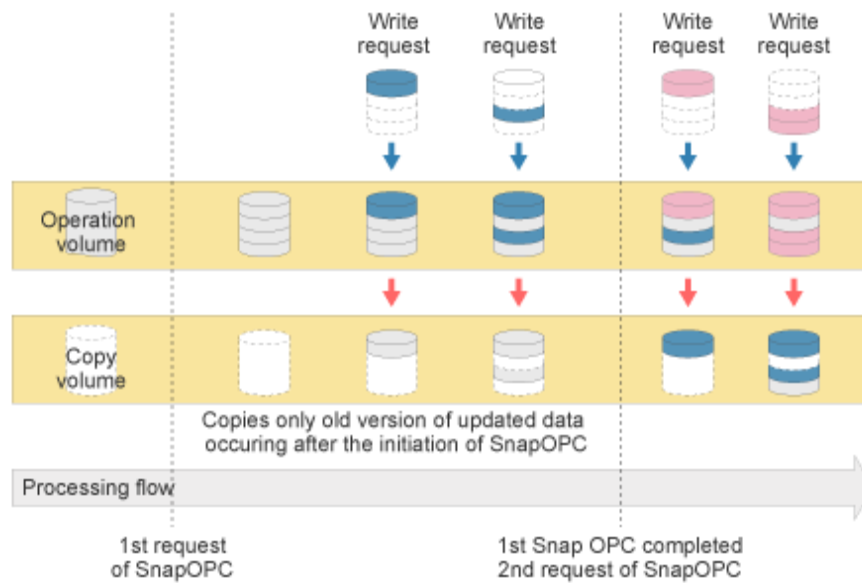 Write
request
Write
request
Write
request
Write
request
Operation
volume
Copy
volume
Copies only old version of updated data
occuring after the initiation of SnapOPC
Processing flow
1st request
of SnapOPC
1st Snap OPC completed
2nd request of SnapOPC